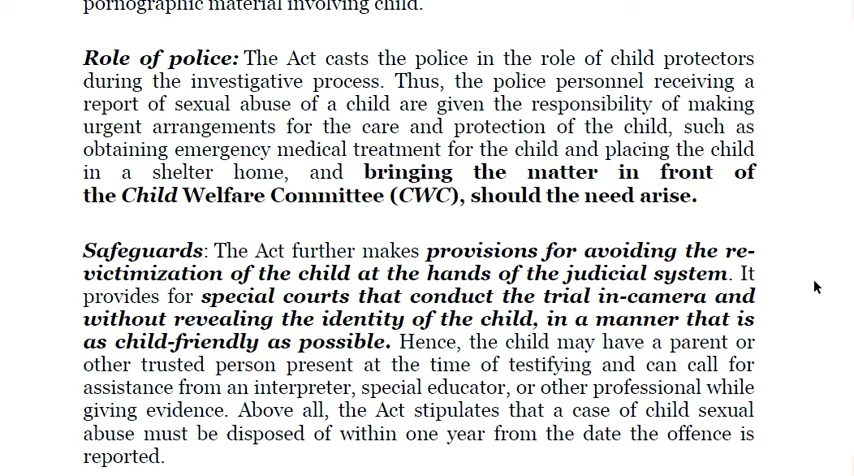 pornographic material involving child.
Role of police: The Act casts the police in the role of child protectors
during the investigative process. Thus, the police personnel receiving a
report of sexual abuse of a child are given the responsibility of making
urgent arrangements for the care and protection of the child, such as
obtaining emergency medical treatment for the child and placing the child
in a shelter home, and bringing the matter in front of
the Child Welfare Committee (CWC), should the need arise.
Safeguards: The Act further makes provisions for avoiding the re-
victimization of the child at the hands of the judicial system. It
provides for special courts that conduct the trial in-camera and
without revealing the identity of the child, in a manner that is
as child-friendly as possible. Hence, the child may have a parent or
other trusted person present at the time of testifying and can call for
assistance from an interpreter, special educator, or other professional while
giving evidence. Above all, the Act stipulates that a case of child sexual
abuse must be disposed of within one year from the date the offence is
reported.